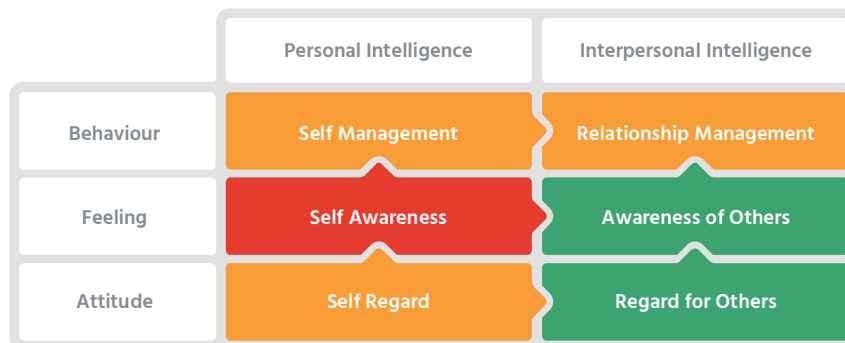 Personal Intelligence
Interpersonal Intelligence
Behaviour
Self Management
Relationship Management
Feeling
Self Awareness
Awareness of Others
Attitude
Self Regard
Regard for Others